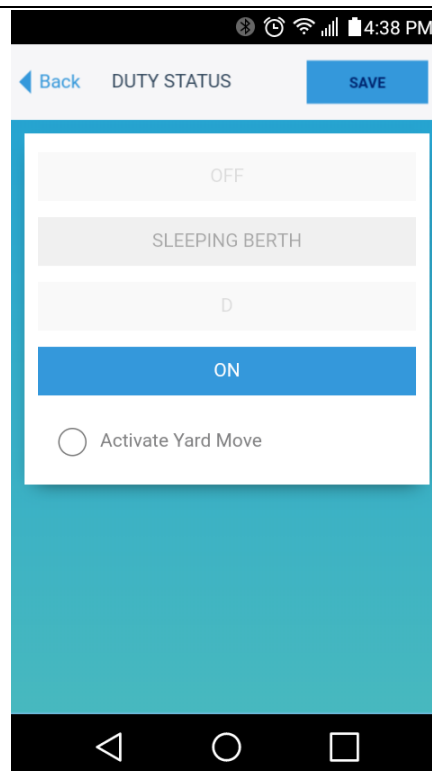 4:38 PM
Back DUTY STATUS SAVE
OFF
SLEEPING BERTH
D
ON
Activate Yard Move